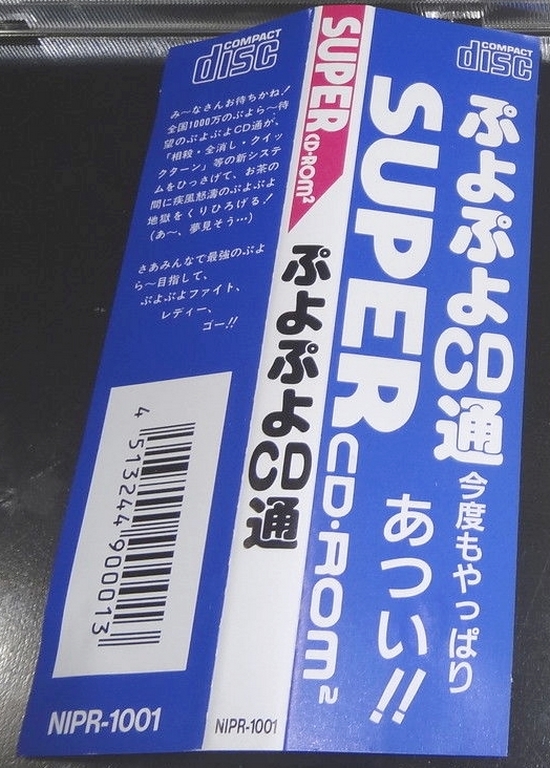 COMPACT
disc
み〜なさんお待ちかね!
全国1000万のぷよら〜待
望のぷよぷよCD通が、
「相殺・全消し・クイッ
クターン」等の新システ
ムをひっさげて、お茶の
間に疾風怒濤のぷよぷよ
地獄をくりひろげる!
(あ〜、夢見そう…)
さあみんなで最強のぷよ
ら〜目指して、
ぷよぷよファイト、
レディー、
ゴー!!
4 513244 900013
NIPR-1001
SUPER CD-ROM²
ぷよぷよCD通
NIPR-1001
COMPACT
disc
ぷよぷよCD通 今度もやっぱり
SUPER CD・ROM²
あつい!!